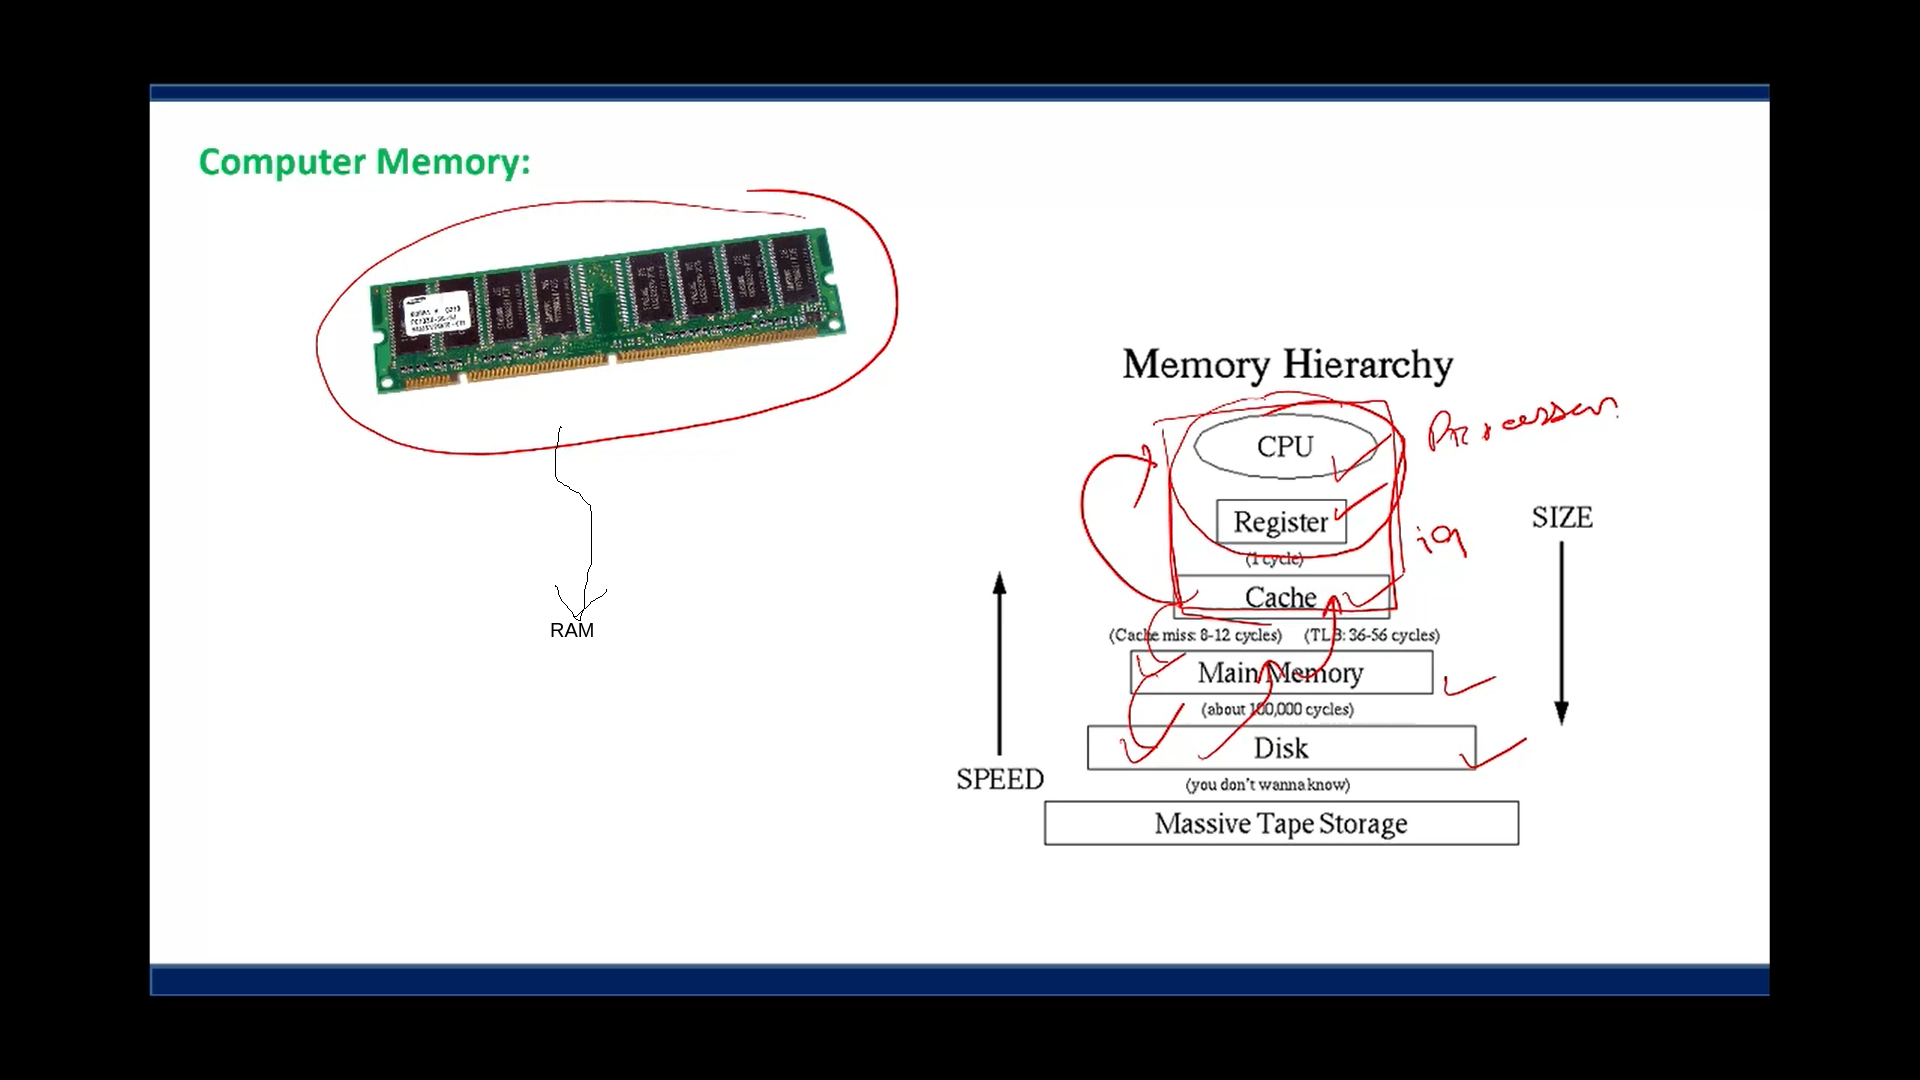 Computer Memory:
RAM
Memory Hierarchy
CPU
Processor
Register
(1 cycle)
SIZE
Cache
(Cache miss: 8-12 cycles) (TLB: 36-56 cycles)
Main Memory
(about 100,000 cycles)
Disk
SPEED
(you don't wanna know)
Massive Tape Storage